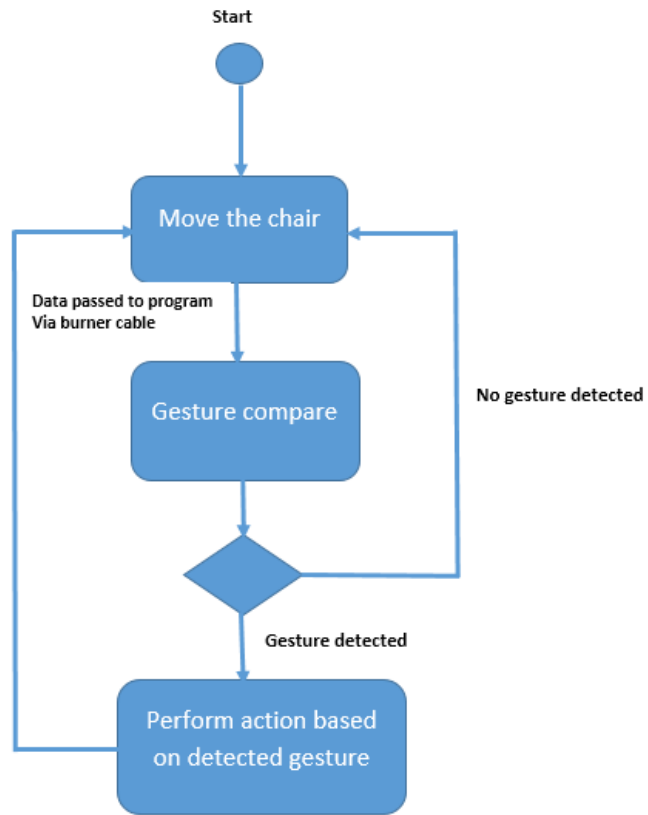 Start
Move the chair
Data passed to program
Via burner cable
Gesture compare
No gesture detected
Gesture detected
Perform action based
on detected gesture